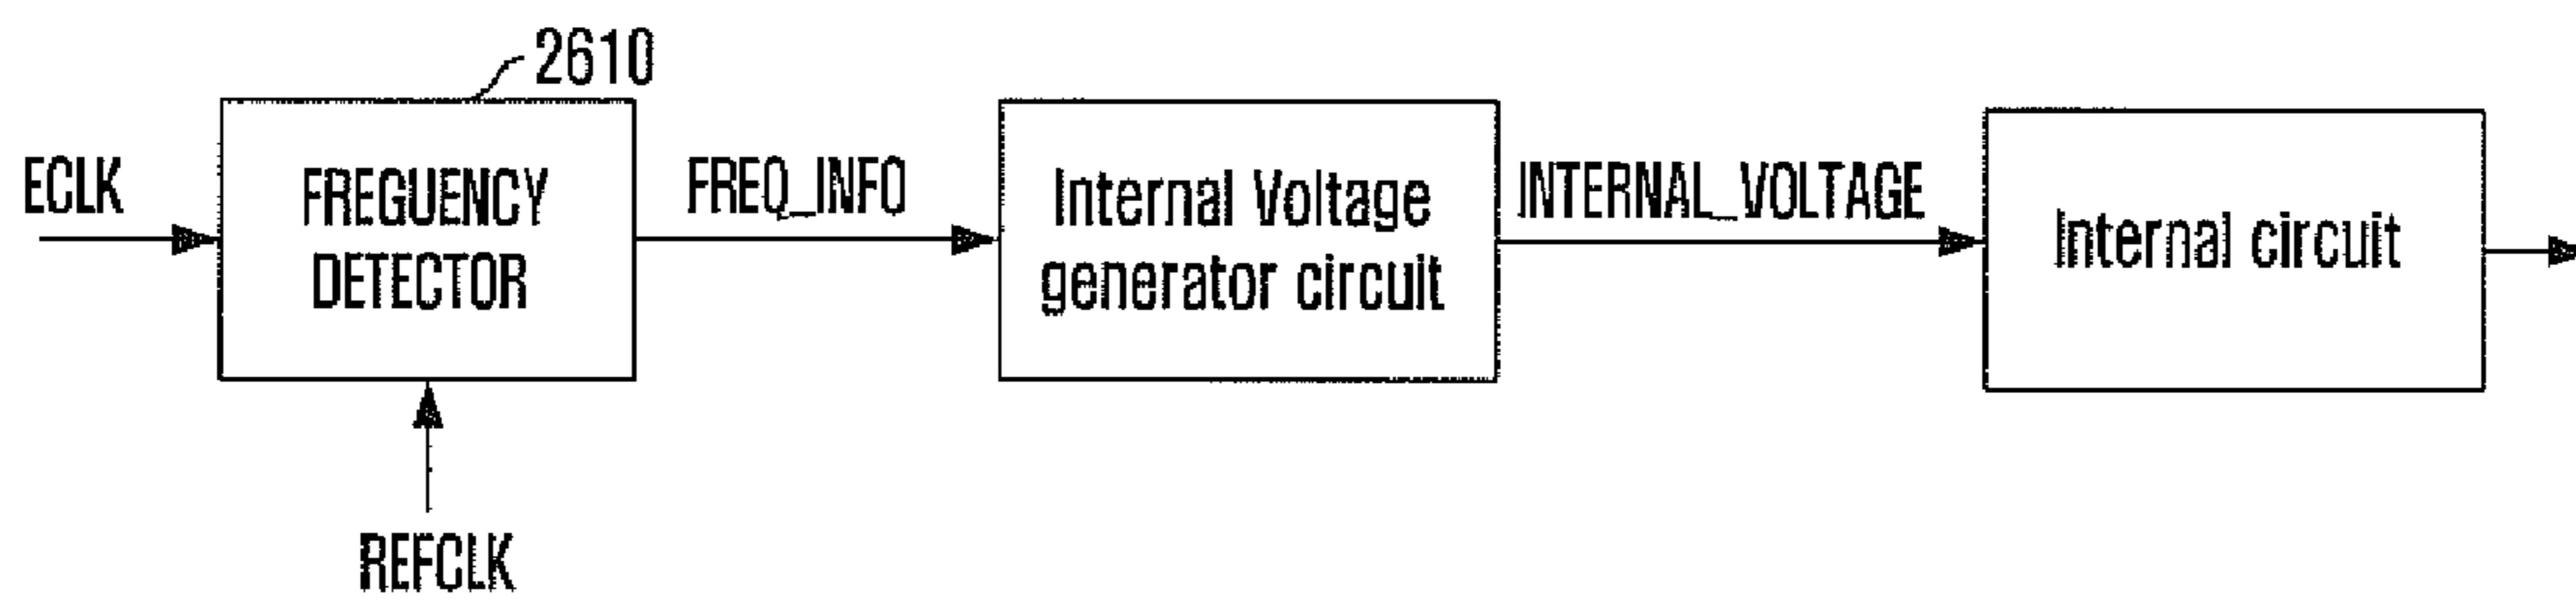 2610
ECLK
FREGUENCY
DETECTOR
FREQ_INFO
Internal Voltage
generator circuit
INTERNAL_VOLTAGE
Internal circuit
REFCLK